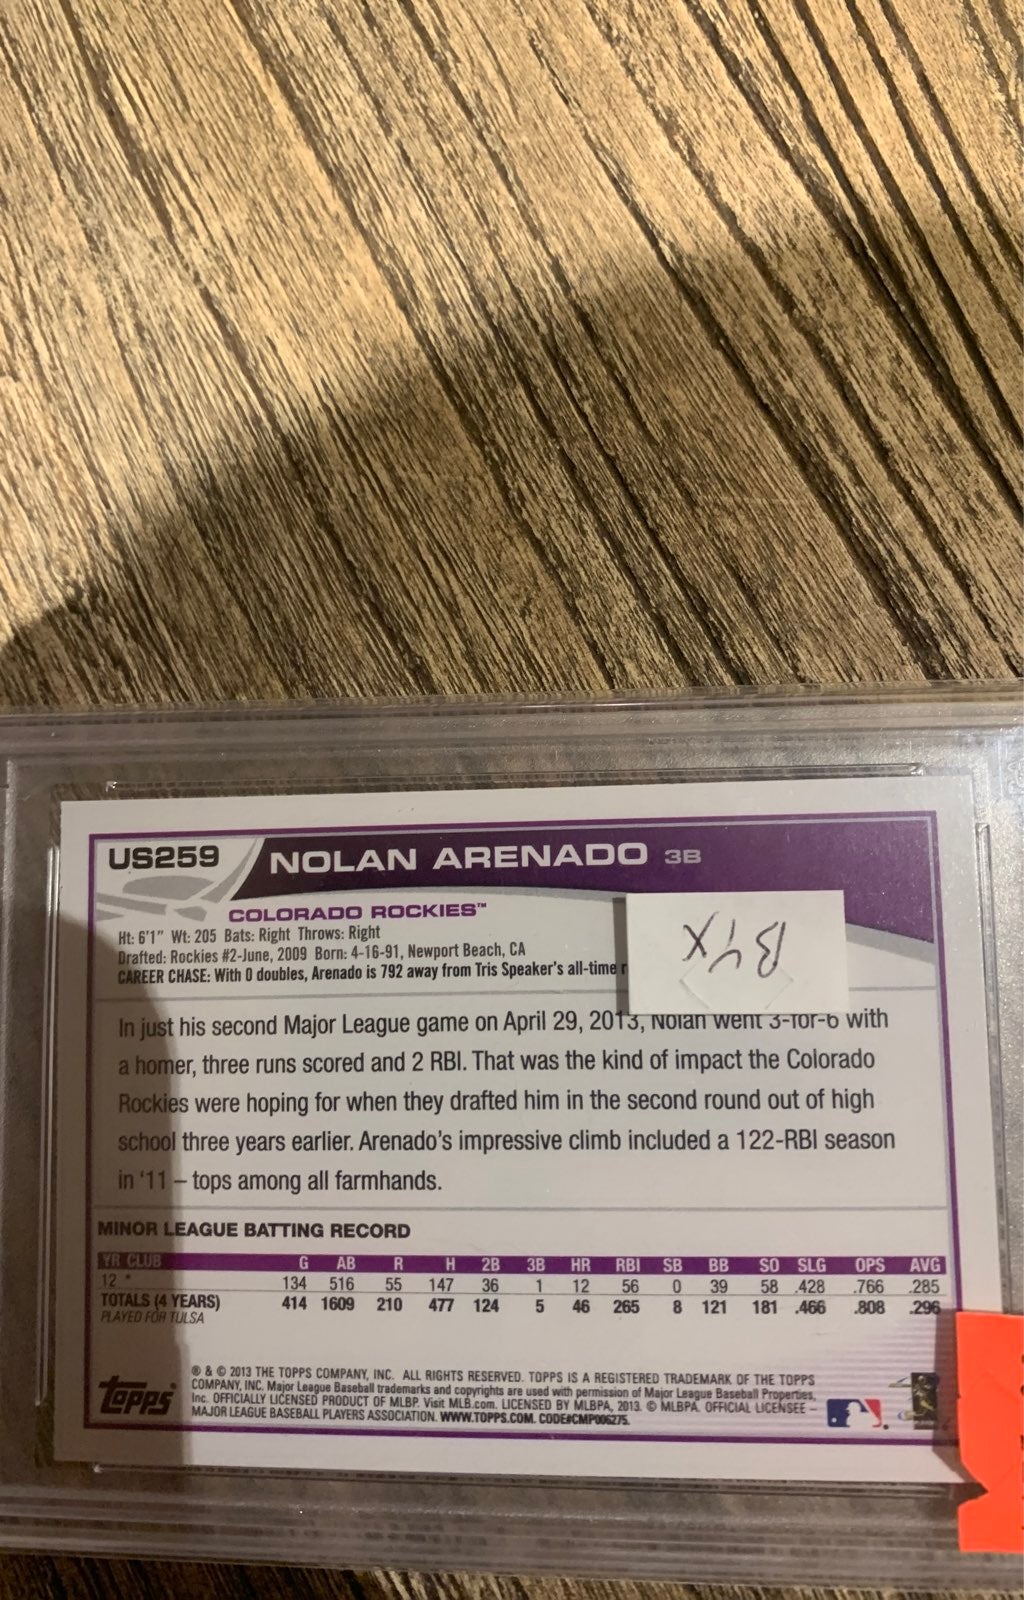 US259 NOLAN ARENADO 3B
COLORADO ROCKIES™
Ht: 6'1" Wt: 205 Bats: Right Throws: Right
Drafted: Rockies #2-June, 2009 Born: 4-16-91, Newport Beach, CA
CAREER CHASE: With 0 doubles, Arenado is 792 away from Tris Speaker's all-time
In just his second Major League game on April 29, 2013, Nolan went 3-for-6 with
a homer, three runs scored and 2 RBI. That was the kind of impact the Colorado
Rockies were hoping for when they drafted him in the second round out of high
school three years earlier. Arenado's impressive climb included a 122-RBI season
in '11 – tops among all farmhands.
MINOR LEAGUE BATTING RECORD
YR CLUB G AB R H 2B 3B HR RBI SB BB SO SLG OPS AVG
12 * 134 516 55 147 36 1 12 56 0 39 58 .428 .766 .285
TOTALS (4 YEARS) 414 1609 210 477 124 5 46 265 8 121 181 .466 .808 .296
PLAYED FOR TULSA
Topps
® & © 2013 THE TOPPS COMPANY, INC. ALL RIGHTS RESERVED. TOPPS IS A REGISTERED TRADEMARK OF THE TOPPS
COMPANY, INC. Major League Baseball trademarks and copyrights are used with permission of Major League Baseball Properties,
Inc. OFFICIALLY LICENSED PRODUCT OF MLBP. Visit MLB.com. LICENSED BY MLBPA, 2013. © MLBPA. OFFICIAL LICENSEE –
MAJOR LEAGUE BASEBALL PLAYERS ASSOCIATION. WWW.TOPPS.COM. CODE#CMP006275.